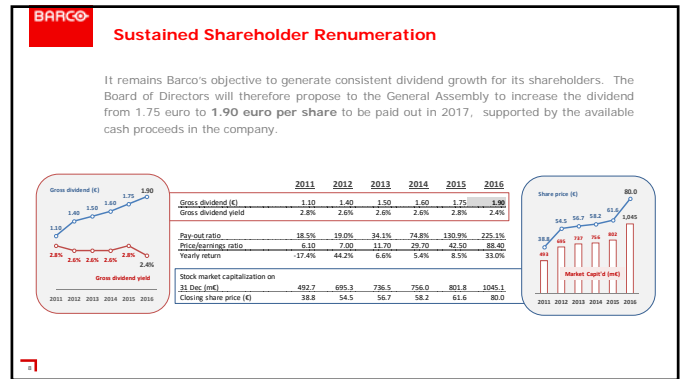 BARCO
Sustained Shareholder Renumeration
It remains Barco's objective to generate consistent dividend growth for its shareholders. The
Board of Directors will therefore propose to the General Assembly to increase the dividend
from 1.75 euro to 1.90 euro per share to be paid out in 2017, supported by the available
cash proceeds in the company.
Gross dividend (€)
1.10 1.40 1.50 1.60 1.75 1.90
2.8% 2.6% 2.6% 2.6% 2.8% 2.4%
Gross dividend yield
2011 2012 2013 2014 2015 2016
2011 2012 2013 2014 2015 2016
Gross dividend (€) 1.10 1.40 1.50 1.60 1.75 1.90
Gross dividend yield 2.8% 2.6% 2.6% 2.6% 2.8% 2.4%
Pay-out ratio 18.5% 19.0% 34.1% 74.8% 130.9% 225.1%
Price/earnings ratio 6.10 7.00 11.70 29.70 42.50 88.40
Yearly return -17.4% 44.2% 6.6% 5.4% 8.5% 33.0%
Stock market capitalization on
31 Dec (m€) 492.7 695.3 736.5 756.0 801.8 1045.1
Closing share price (€) 38.8 54.5 56.7 58.2 61.6 80.0
Share price (€)
38.8 54.5 56.7 58.2 61.6 80.0
493 695 737 756 802 1,045
Market Capit'd (m€)
2011 2012 2013 2014 2015 2016
8